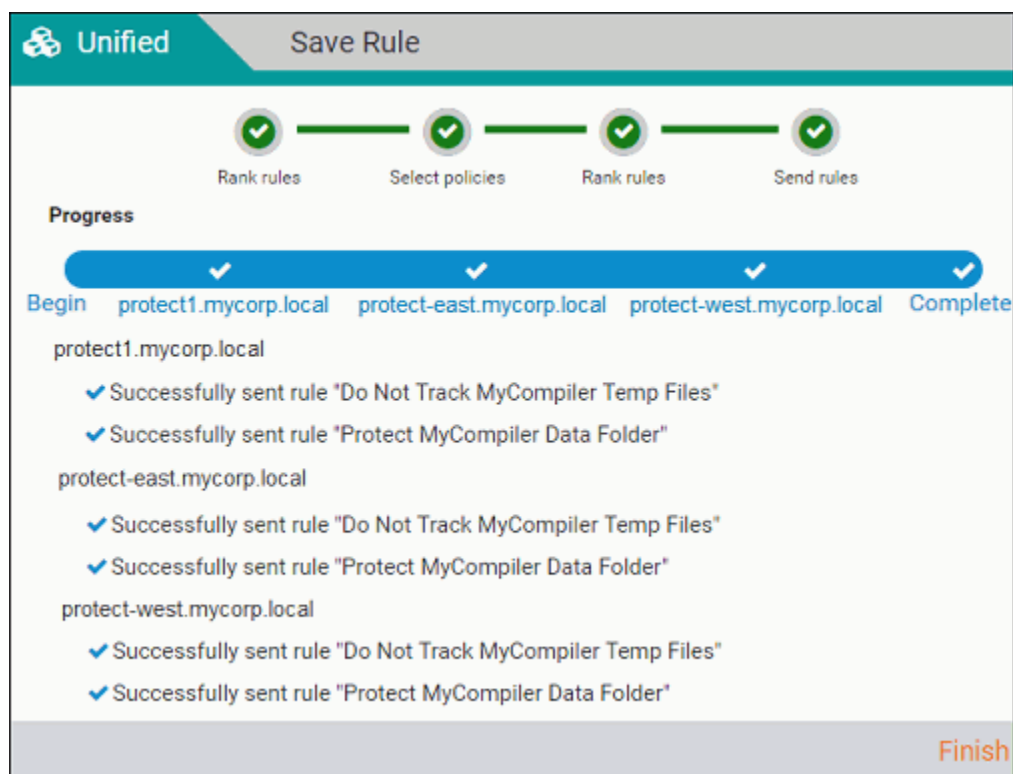 Unified Save Rule
Rank rules Select policies Rank rules Send rules
Progress
Begin protect1.mycorp.local protect-east.mycorp.local protect-west.mycorp.local Complete
protect1.mycorp.local
Successfully sent rule "Do Not Track MyCompiler Temp Files"
Successfully sent rule "Protect MyCompiler Data Folder"
protect-east.mycorp.local
Successfully sent rule "Do Not Track MyCompiler Temp Files"
Successfully sent rule "Protect MyCompiler Data Folder"
protect-west.mycorp.local
Successfully sent rule "Do Not Track MyCompiler Temp Files"
Successfully sent rule "Protect MyCompiler Data Folder"
Finish